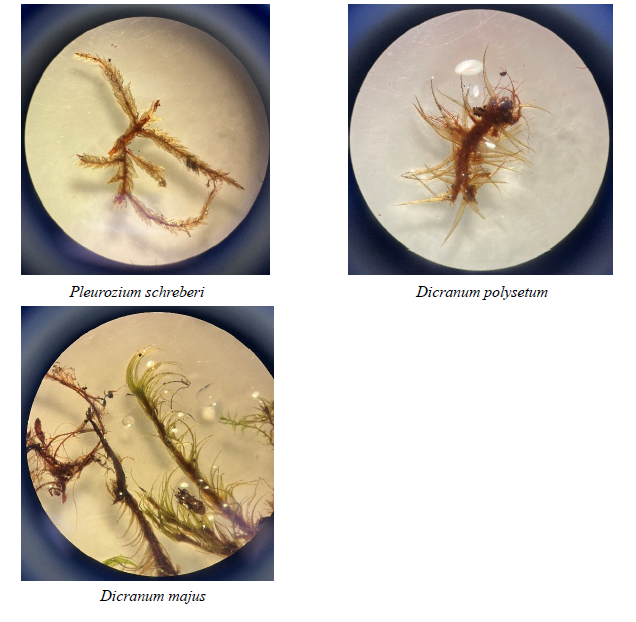 Pleurozium schreberi
Dicranum polysetum
Dicranum majus